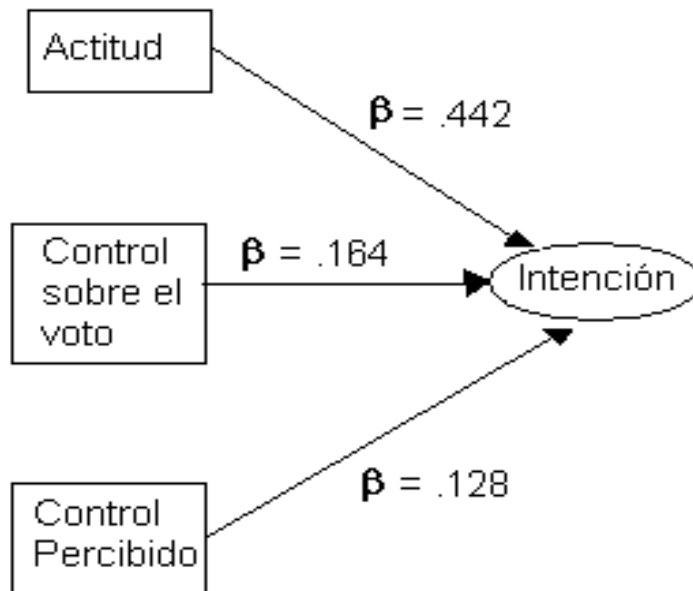 Actitud
β = .442
Control
sobre el
voto
β = .164
Intención
β = .128
Control
Percibido